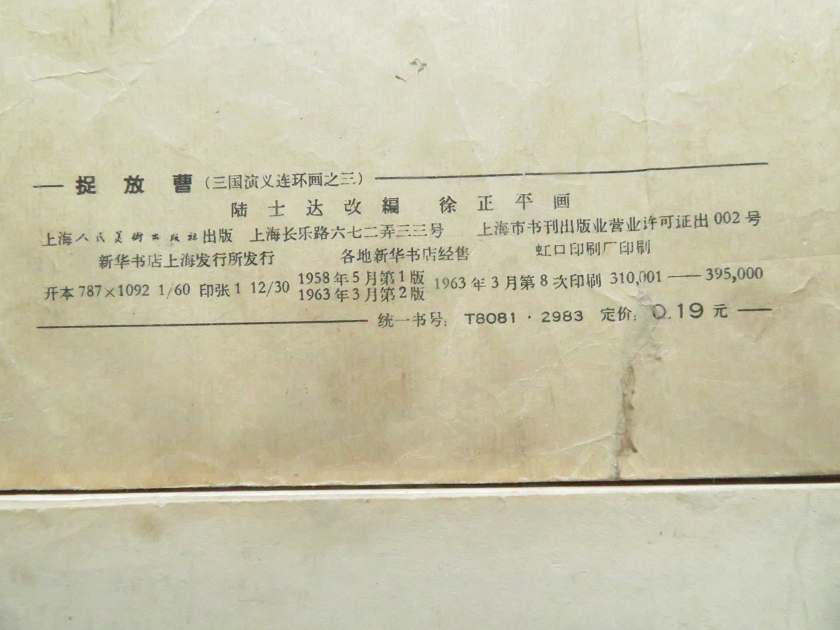 捉放曹(三国演义连环画之三)
陆士达改编 徐正平画
上海人民美術出版社出版 上海长乐路六七二弄三三号 上海市书刊出版业营业许可证出002号
新华书店上海发行所发行 各地新华书店经售 虹口印刷厂印刷
开本787×1092 1/60 印张1 12/30 1958年5月第1版 1963年3月第8次印刷 310,001——395,000
1963年3月第2版
统一书号:T8081·2983 定价:0.19元